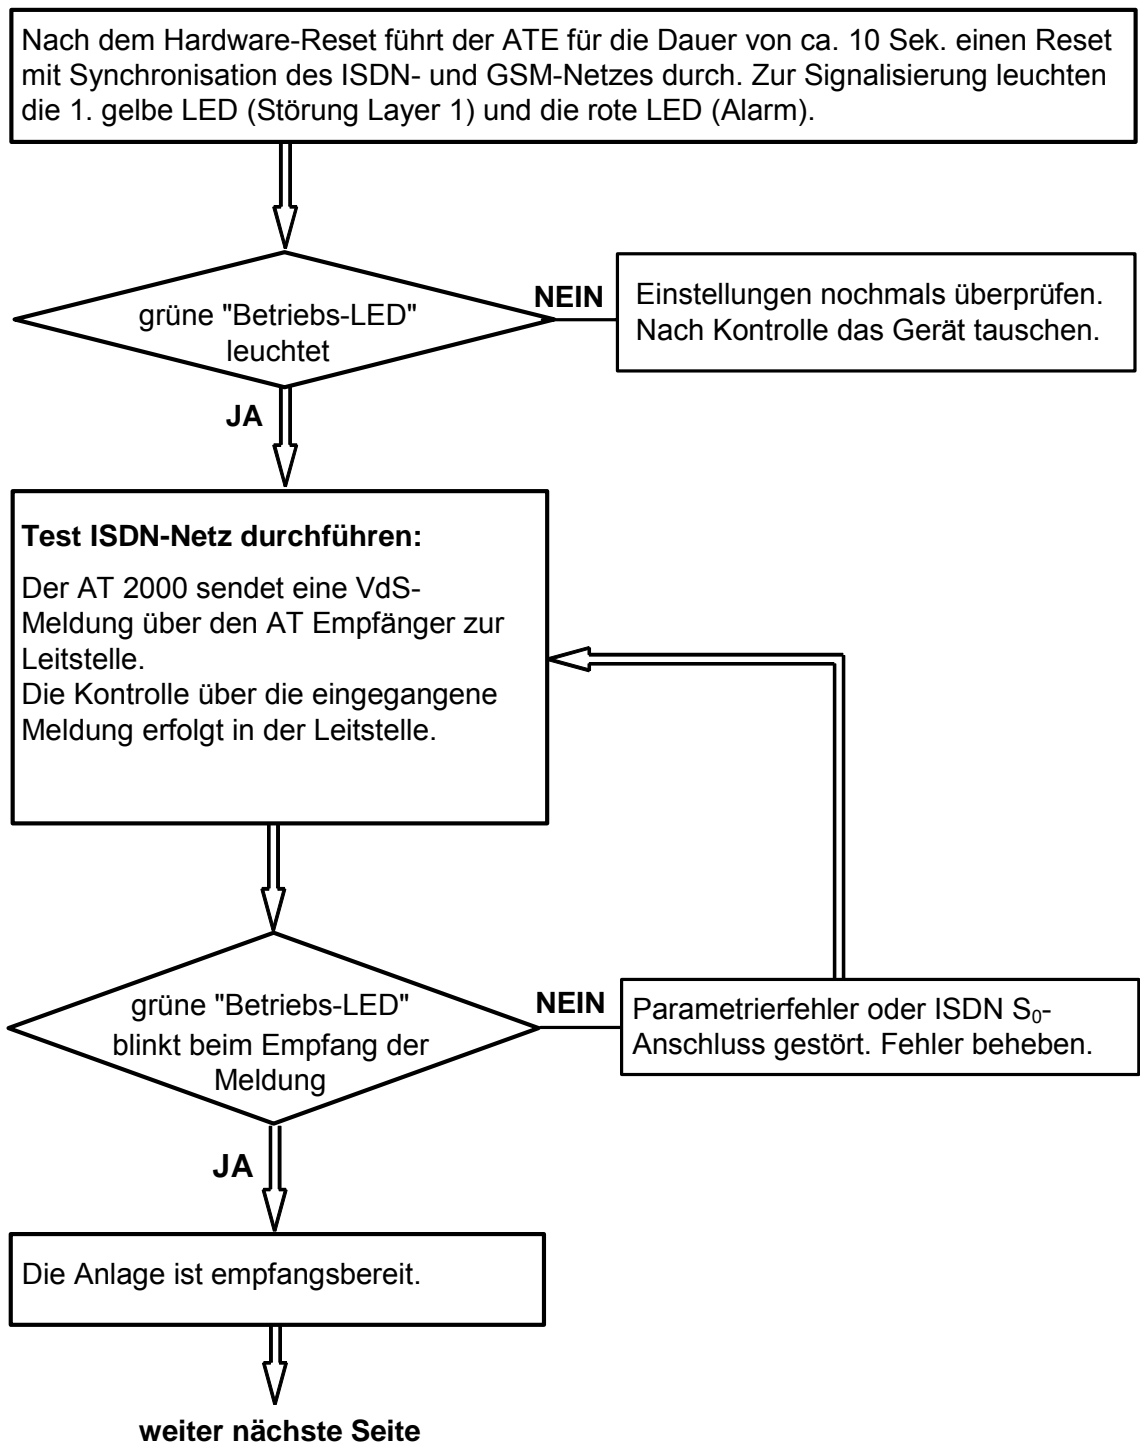 Nach dem Hardware-Reset führt der ATE für die Dauer von ca. 10 Sek. einen Reset
mit Synchronisation des ISDN- und GSM-Netzes durch. Zur Signalisierung leuchten
die 1. gelbe LED (Störung Layer 1) und die rote LED (Alarm).
grüne "Betriebs-LED"
leuchtet
NEIN
Einstellungen nochmals überprüfen.
Nach Kontrolle das Gerät tauschen.
JA
Test ISDN-Netz durchführen:
Der AT 2000 sendet eine VdS-
Meldung über den AT Empfänger zur
Leitstelle.
Die Kontrolle über die eingegangene
Meldung erfolgt in der Leitstelle.
grüne "Betriebs-LED"
blinkt beim Empfang der
Meldung
NEIN
Parametrierfehler oder ISDN S₀-
Anschluss gestört. Fehler beheben.
JA
Die Anlage ist empfangsbereit.
weiter nächste Seite